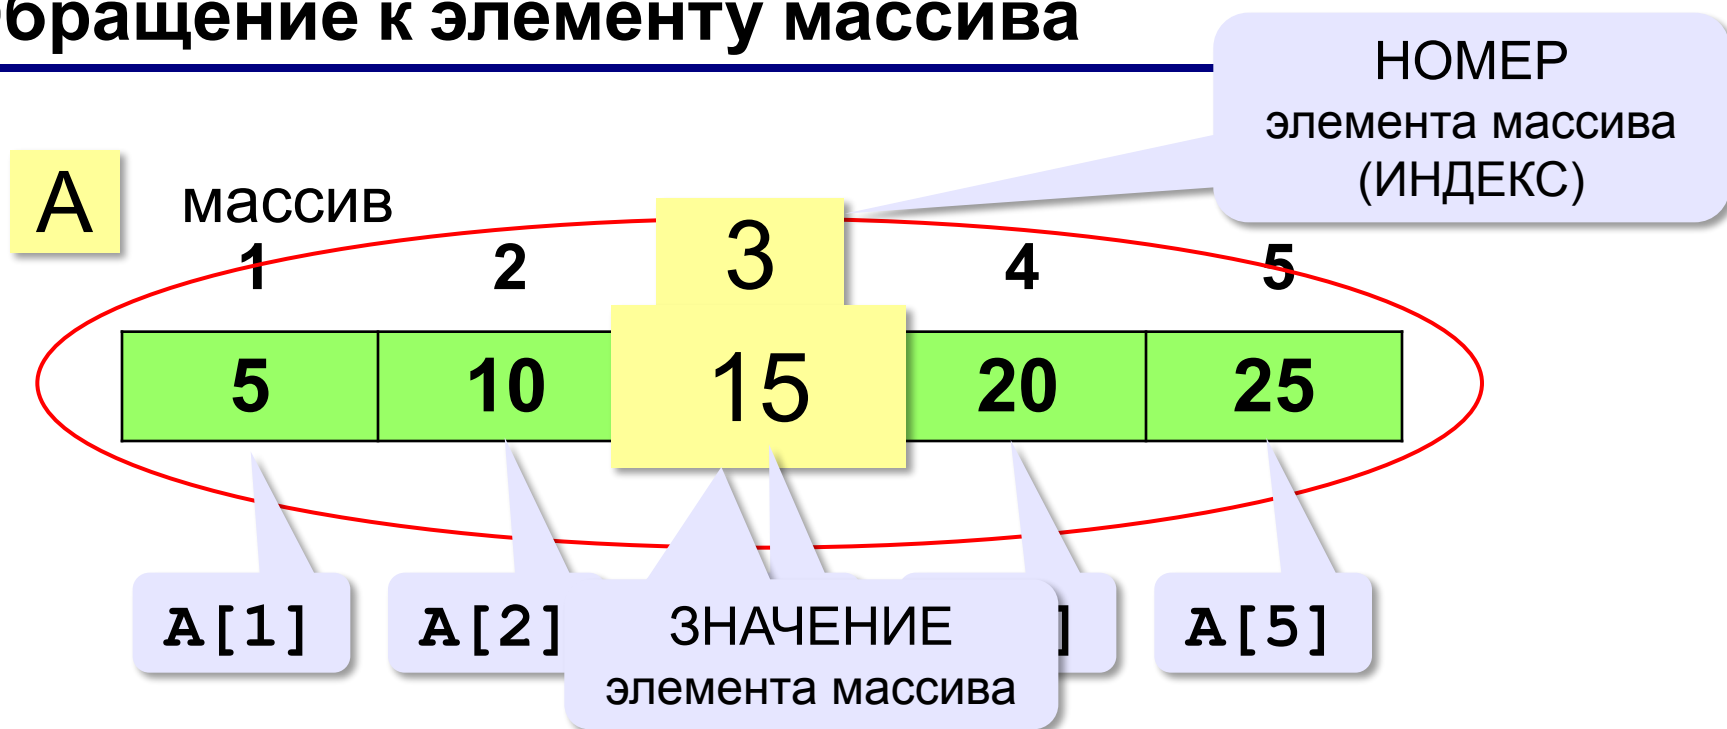 бращение к элементу массива
НОМЕР
элемента массива
(ИНДЕКС)
A
массив
1 2 3 4 5
5 10 15 20 25
A[1] A[2] ] A[5]
ЗНАЧЕНИЕ
элемента массива